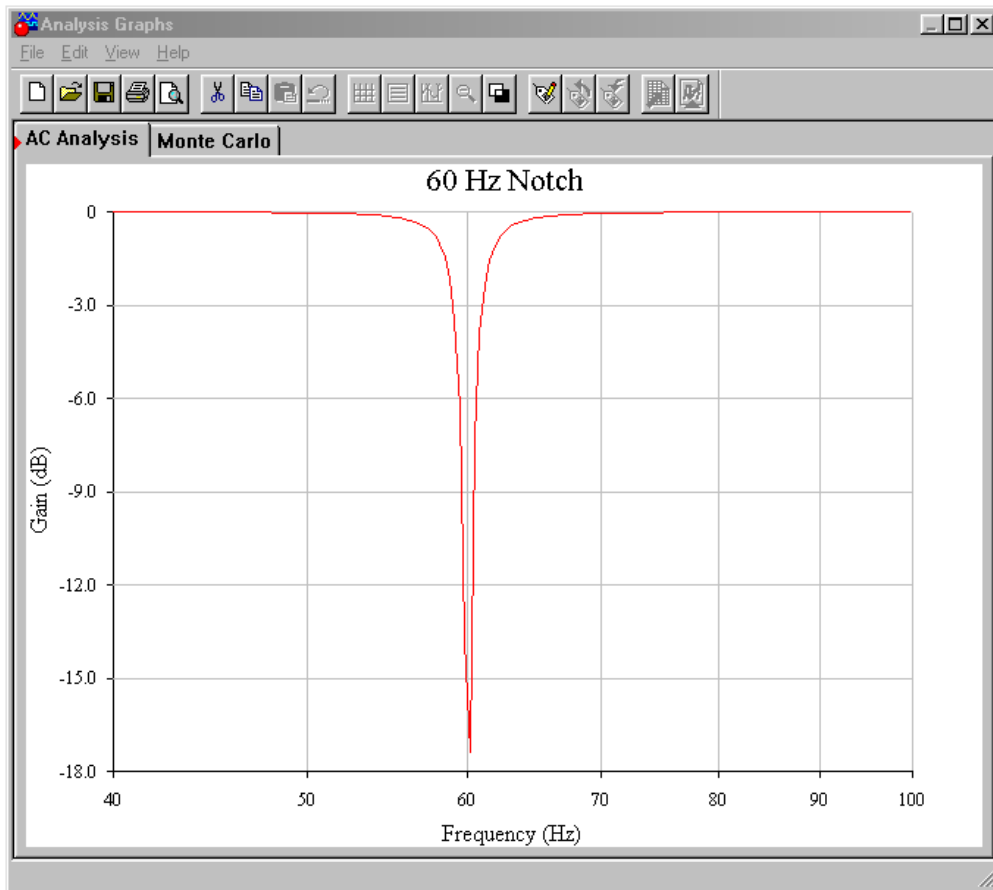 Analysis Graphs
File Edit View Help
AC Analysis Monte Carlo
60 Hz Notch
0
-3.0
-6.0
-9.0
-12.0
-15.0
-18.0
Gain (dB)
40 50 60 70 80 90 100
Frequency (Hz)